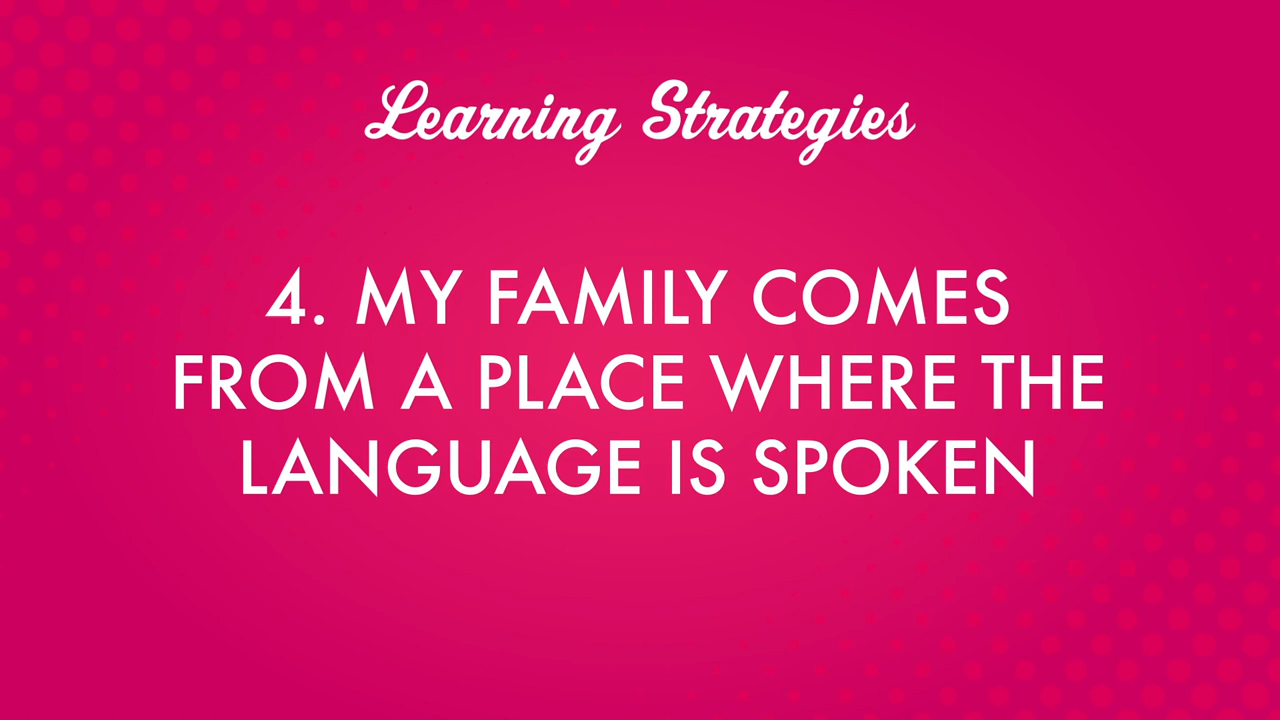 Learning Strategies
4. MY FAMILY COMES
FROM A PLACE WHERE THE
LANGUAGE IS SPOKEN